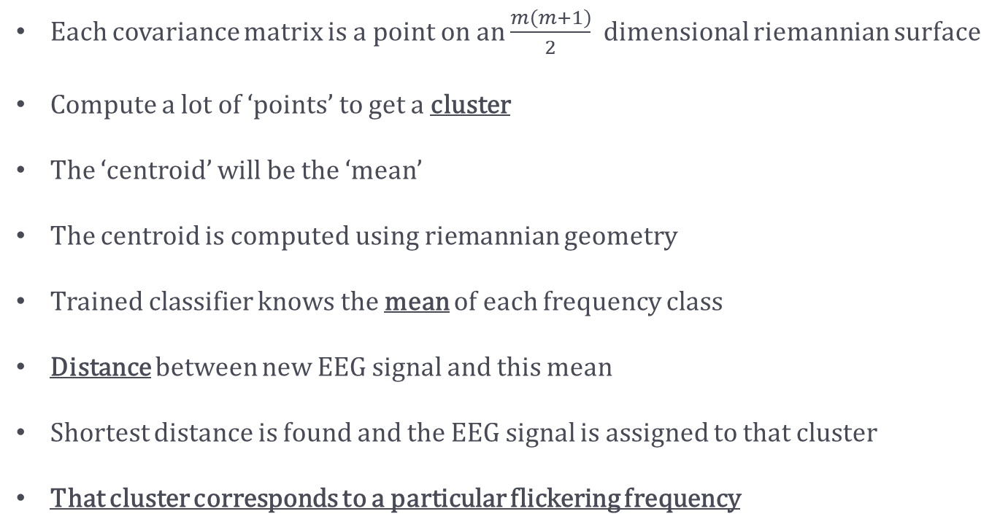 • Each covariance matrix is a point on an m(m+1)/2 dimensional riemannian surface
• Compute a lot of ‘points’ to get a cluster
• The ‘centroid’ will be the ‘mean’
• The centroid is computed using riemannian geometry
• Trained classifier knows the mean of each frequency class
• Distance between new EEG signal and this mean
• Shortest distance is found and the EEG signal is assigned to that cluster
• That cluster corresponds to a particular flickering frequency